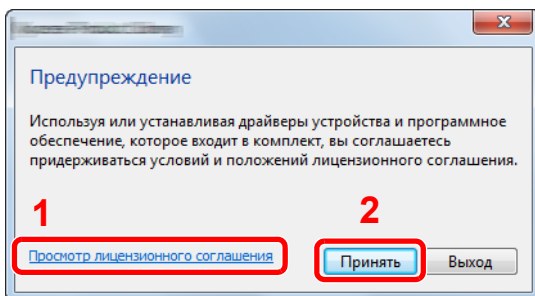 Предупреждение
Используя или устанавливая драйверы устройства и программное
обеспечение, которое входит в комплект, вы соглашаетесь
придерживаться условий и положений лицензионного соглашения.
1
2
Просмотр лицензионного соглашения
Принять Выход